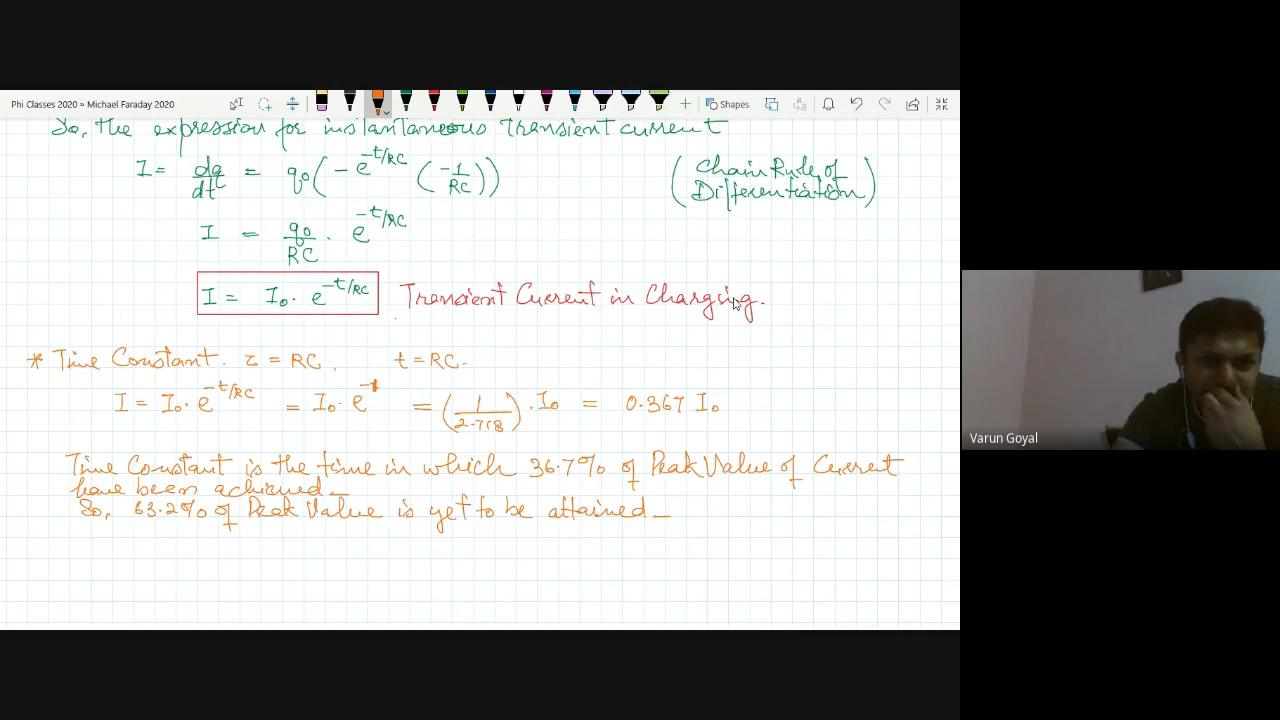 Phi Classes 2020 » Michael Faraday 2020
Shapes
So, the expression for instantaneous Transient current
I = dq/dt = q₀(-e^(-t/RC) (-1/RC)) (Chain Rule of Differentiation)
I = q₀/RC · e^(-t/RC)
I = I₀ · e^(-t/RC) Transient Current in Charging.
* Time Constant. τ = RC, t = RC.
I = I₀ · e^(-t/RC) = I₀ · e^(-1) = (1/2.718) · I₀ = 0.367 I₀
Time Constant is the time in which 36.7% of Peak Value of Current
have been achieved_
So, 63.2% of Peak Value is yet to be attained_
Varun Goyal